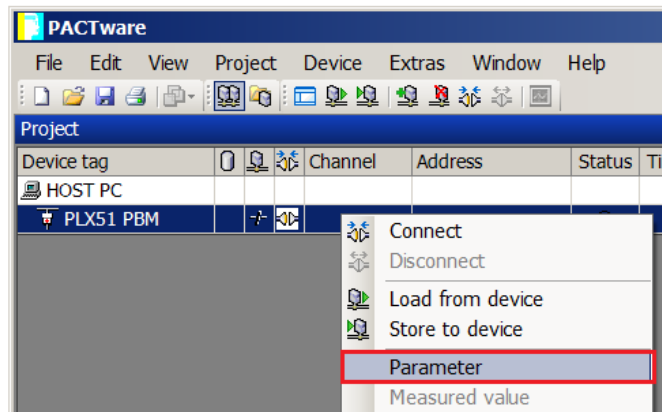 PACTware
File Edit View Project Device Extras Window Help
Project
Device tag Channel Address Status Ti
HOST PC
PLX51 PBM
Connect
Disconnect
Load from device
Store to device
Parameter
Measured value